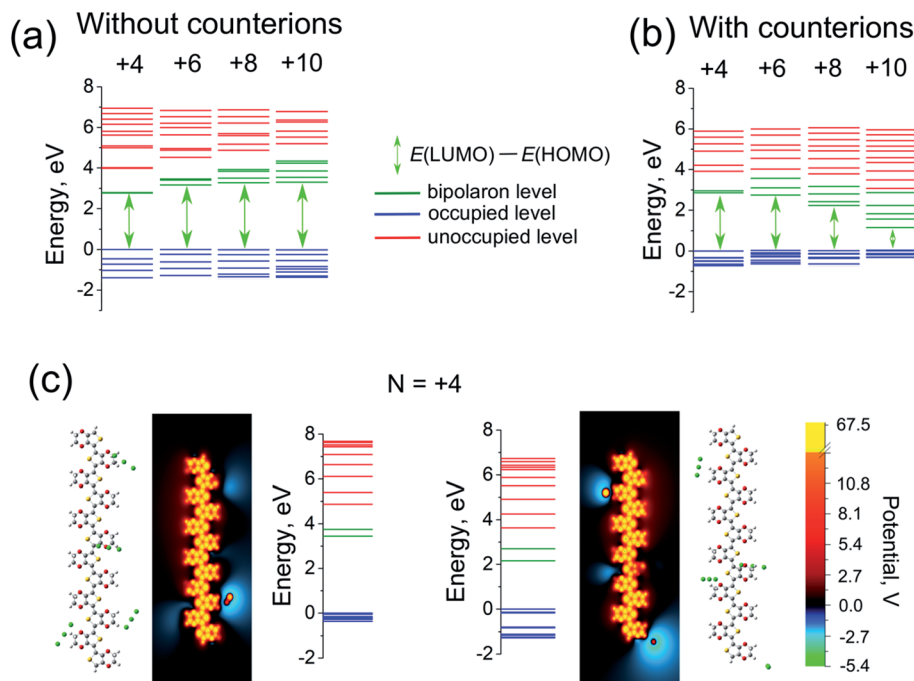 (a)
Without counterions
+4 +6 +8 +10
8
6
4
2
0
-2
Energy, eV
E(LUMO) — E(HOMO)
bipolaron level
occupied level
unoccupied level
(b)
With counterions
+4 +6 +8 +10
8
6
4
2
0
-2
Energy, eV
(c)
N = +4
8
6
4
2
0
-2
Energy, eV
8
6
4
2
0
-2
Energy, eV
67.5
10.8
8.1
5.4
2.7
0.0
-2.7
-5.4
Potential, V